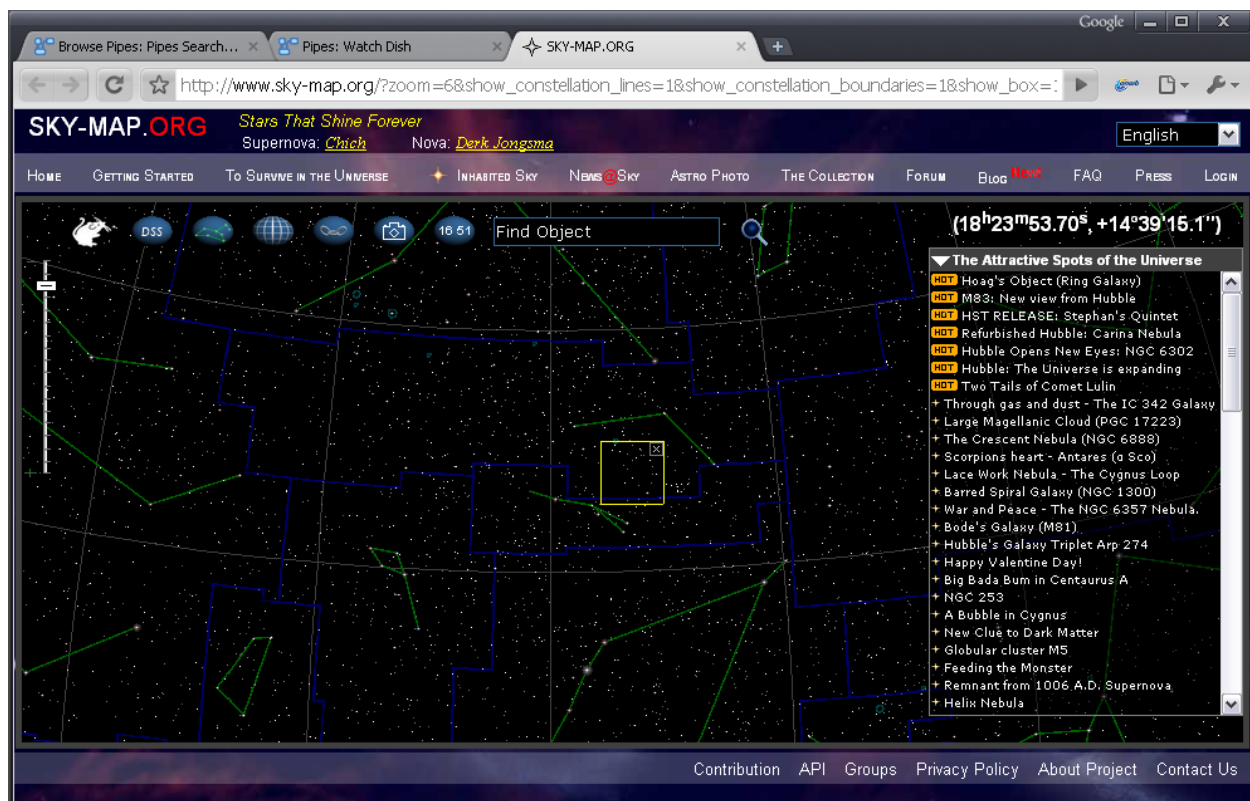 Google
Browse Pipes: Pipes Search...
Pipes: Watch Dish
SKY-MAP.ORG
http://www.sky-map.org/?zoom=6&show_constellation_lines=1&show_constellation_boundaries=1&show_box=1
SKY-MAP.ORG
Stars That Shine Forever
Supernova: Chich Nova: Derk Jongsma
English
Home Getting Started To Survive in the Universe Inhabited Sky News@Sky Astro Photo The Collection Forum Blog New! FAQ Press Login
DSS
16 51
Find Object
(18h23m53.70s, +14°39'15.1")
The Attractive Spots of the Universe
HOT Hoag's Object (Ring Galaxy)
HOT M83: New view from Hubble
HOT HST RELEASE: Stephan's Quintet
HOT Refurbished Hubble: Carina Nebula
HOT Hubble Opens New Eyes: NGC 6302
HOT Hubble: The Universe is expanding
HOT Two Tails of Comet Lulin
Through gas and dust - The IC 342 Galaxy
Large Magellanic Cloud (PGC 17223)
The Crescent Nebula (NGC 6888)
Scorpions heart - Antares (α Sco)
Lace Work Nebula - The Cygnus Loop
Barred Spiral Galaxy (NGC 1300)
War and Peace - The NGC 6357 Nebula.
Bode's Galaxy (M81)
Hubble's Galaxy Triplet Arp 274
Happy Valentine Day!
Big Bada Bum in Centaurus A
NGC 253
A Bubble in Cygnus
New Clue to Dark Matter
Globular cluster M5
Feeding the Monster
Remnant from 1006 A.D. Supernova
Helix Nebula
Contribution API Groups Privacy Policy About Project Contact Us